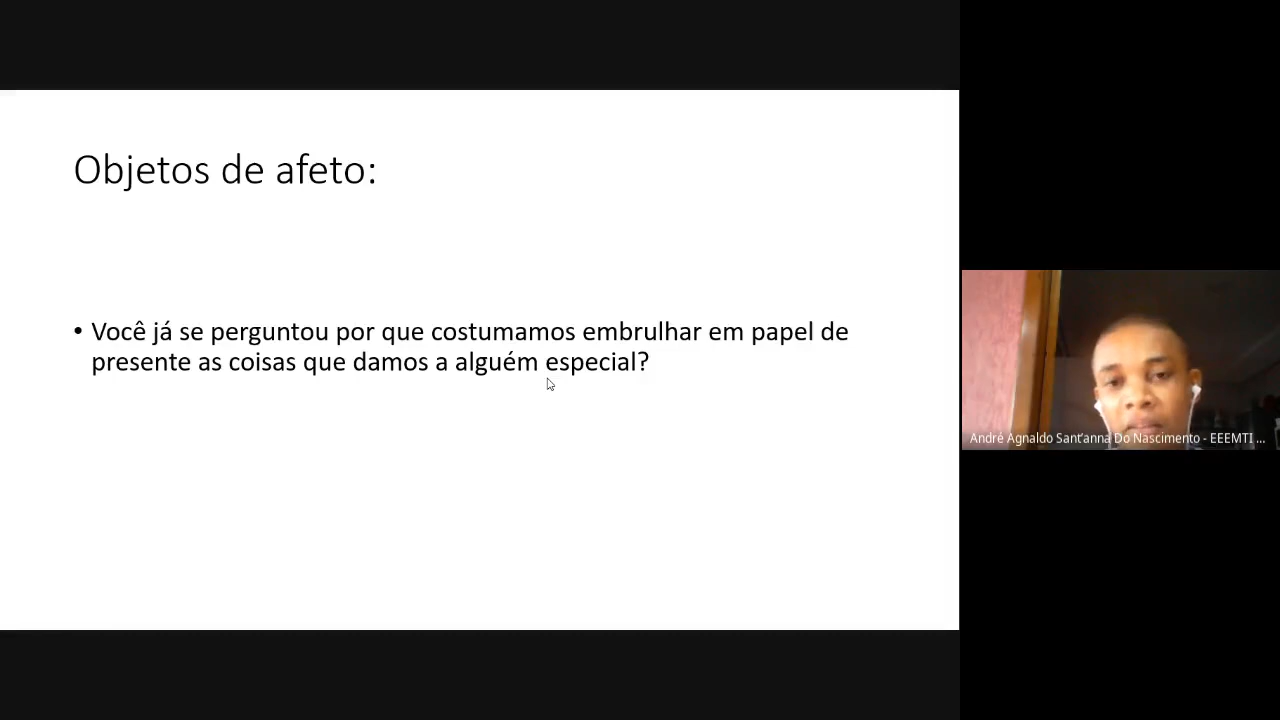 Objetos de afeto:
• Você já se perguntou por que costumamos embrulhar em papel de
presente as coisas que damos a alguém especial?
André Agnaldo Sant'anna Do Nascimento - EEEMTI ...